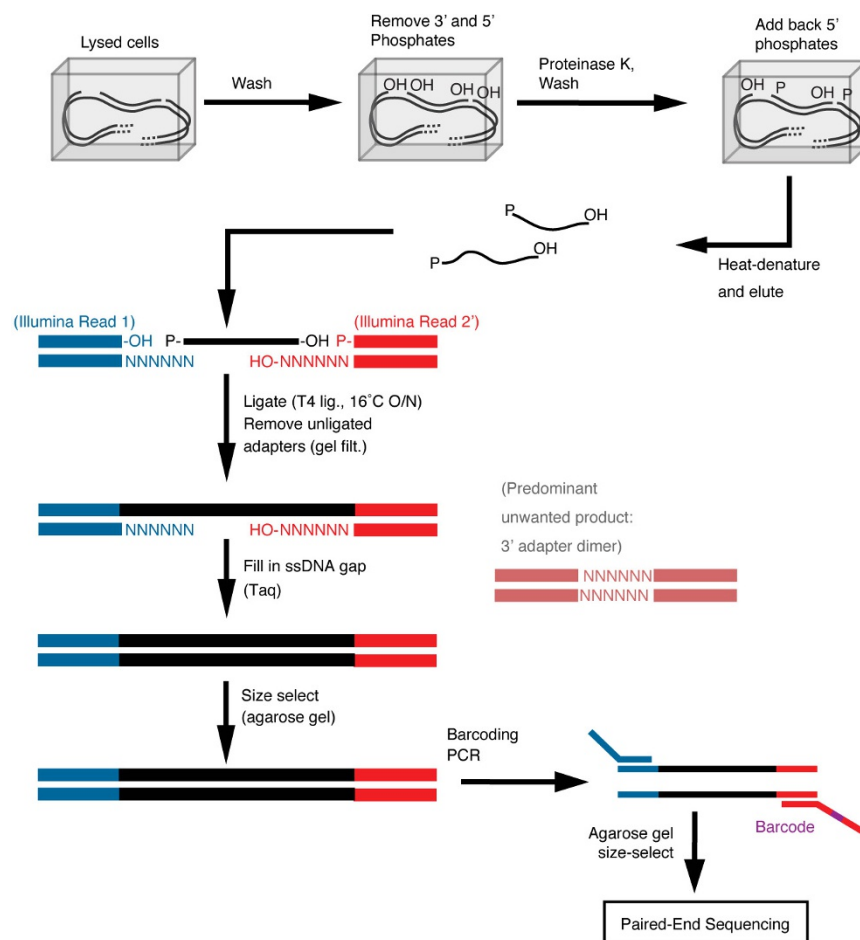 Lysed cells
Wash
Remove 3' and 5'
Phosphates
OH OH OH OH
Proteinase K,
Wash
Add back 5'
phosphates
OH P OH P
Heat-denature
and elute
P OH
P OH
(Illumina Read 1)
(Illumina Read 2')
-OH P- -OH P-
NNNNNN HO-NNNNNN
Ligate (T4 lig., 16°C O/N)
Remove unligated
adapters (gel filt.)
NNNNNN HO-NNNNNN
(Predominant
unwanted product:
3' adapter dimer)
NNNNNN
NNNNNN
Fill in ssDNA gap
(Taq)
Size select
(agarose gel)
Barcoding
PCR
Barcode
Agarose gel
size-select
Paired-End Sequencing